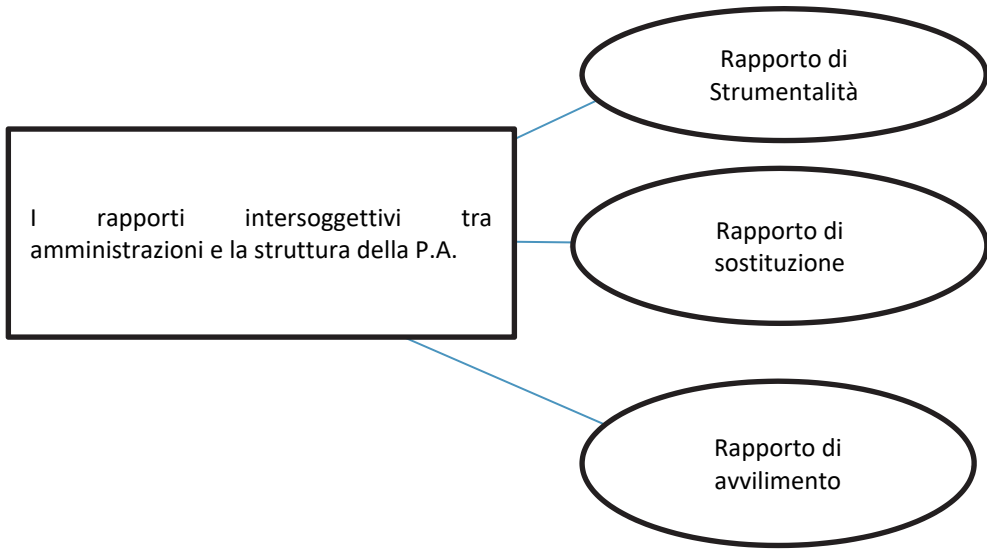 I rapporti intersoggettivi tra
amministrazioni e la struttura della P.A.
Rapporto di
Strumentalità
Rapporto di
sostituzione
Rapporto di
avvilimento